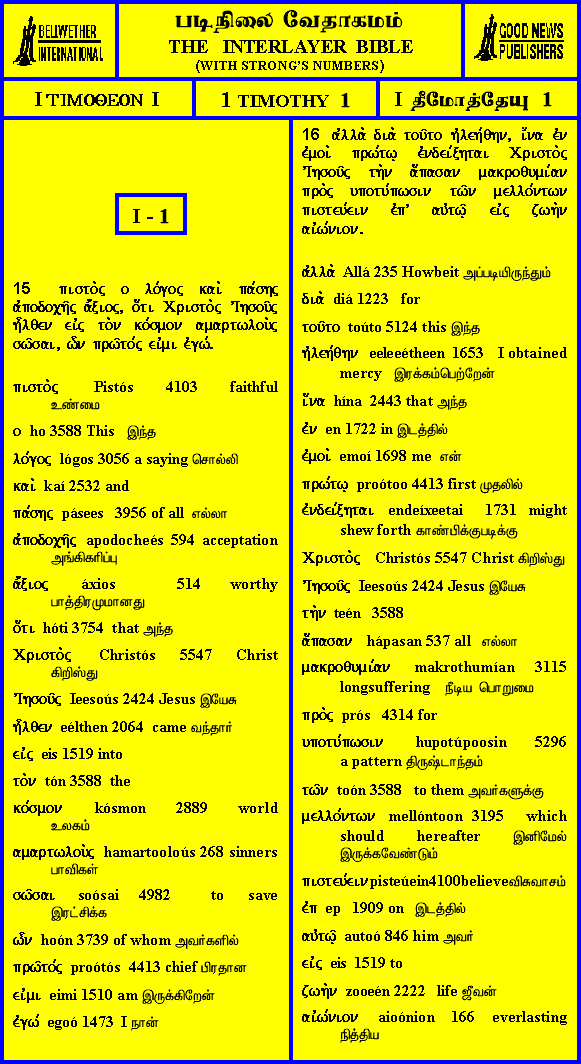 BELLWETHER
INTERNATIONAL
படிநிலை வேதாகமம்
THE INTERLAYER BIBLE
(WITH STRONG'S NUMBERS)
GOOD NEWS
PUBLISHERS
I ΤΙΜΟΘΕΟΝ I
1 TIMOTHY 1
I தீமோத்தேயு 1
I - 1
15 πιστὸς ο λόγος καὶ πάσης
ἀποδοχῆς ἄξιος, ὅτι Χριστὸς Ἰησοῦς
ἦλθεν εἰς τὸν κόσμον αμαρτωλοὺς
σῶσαι, ὧν πρῶτός εἰμι ἐγώ.
πιστὸς Pistós 4103 faithful
உண்மை
ο ho 3588 This இந்த
λόγος lógos 3056 a saying சொல்லி
καὶ kaí 2532 and
πάσης pásees 3956 of all எல்லா
ἀποδοχῆς apodocheés 594 acceptation
அங்கிகரிப்பு
ἄξιος áxios 514 worthy
பாத்திரமுமானது
ὅτι hóti 3754 that அந்த
Χριστὸς Christós 5547 Christ
கிறிஸ்து
Ἰησοῦς Ieesoús 2424 Jesus இயேசு
ἦλθεν eélthen 2064 came வந்தார்
εἰς eis 1519 into
τὸν tón 3588 the
κόσμον kósmon 2889 world
உலகம்
αμαρτωλοὺς hamartooloús 268 sinners
பாவிகள்
σῶσαι soósai 4982 to save
இரட்சிக்க
ὧν hoón 3739 of whom அவர்களில்
πρῶτός proótós 4413 chief பிரதான
εἰμι eimi 1510 am இருக்கிறேன்
ἐγώ egoó 1473 I நான்
16 ἀλλὰ διὰ τοῦτο ἠλεήθην, ἵνα ἐν
ἐμοὶ πρώτῳ ἐνδείξηται Χριστὸς
Ἰησοῦς τὴν ἅπασαν μακροθυμίαν
πρὸς υποτύπωσιν τῶν μελλόντων
πιστεύειν ἐπ' αὐτῷ εἰς ζωὴν
αἰώνιον.
ἀλλὰ Allá 235 Howbeit அப்படியிருந்தும்
διὰ diá 1223 for
τοῦτο toúto 5124 this இந்த
ἠλεήθην eeleeétheen 1653 I obtained
mercy இரக்கம்பெற்றேன்
ἵνα hína 2443 that அந்த
ἐν en 1722 in இடத்தில்
ἐμοὶ emoí 1698 me என்
πρώτῳ proótoo 4413 first முதலில்
ἐνδείξηται endeíxeetai 1731 might
shew forth காண்பிக்கும்படிக்கு
Χριστὸς Christós 5547 Christ கிறிஸ்து
Ἰησοῦς Ieesoús 2424 Jesus இயேசு
τὴν teén 3588
ἅπασαν hápasan 537 all எல்லா
μακροθυμίαν makrothumían 3115
longsuffering நீடிய பொறுமை
πρὸς prós 4314 for
υποτύπωσιν hupotúpoosin 5296
a pattern திருஷ்டாந்தம்
τῶν toón 3588 to them அவர்களுக்கு
μελλόντων mellóntoon 3195 which
should hereafter இனிமேல்
இருக்கவேண்டும்
πιστεύειν pisteúein4100believeவிசுவாசம்
ἐπ ep 1909 on இடத்தில்
αὐτῷ autoó 846 him அவர்
εἰς eis 1519 to
ζωὴν zooeén 2222 life ஜீவன்
αἰώνιον aioónion 166 everlasting
நித்திய